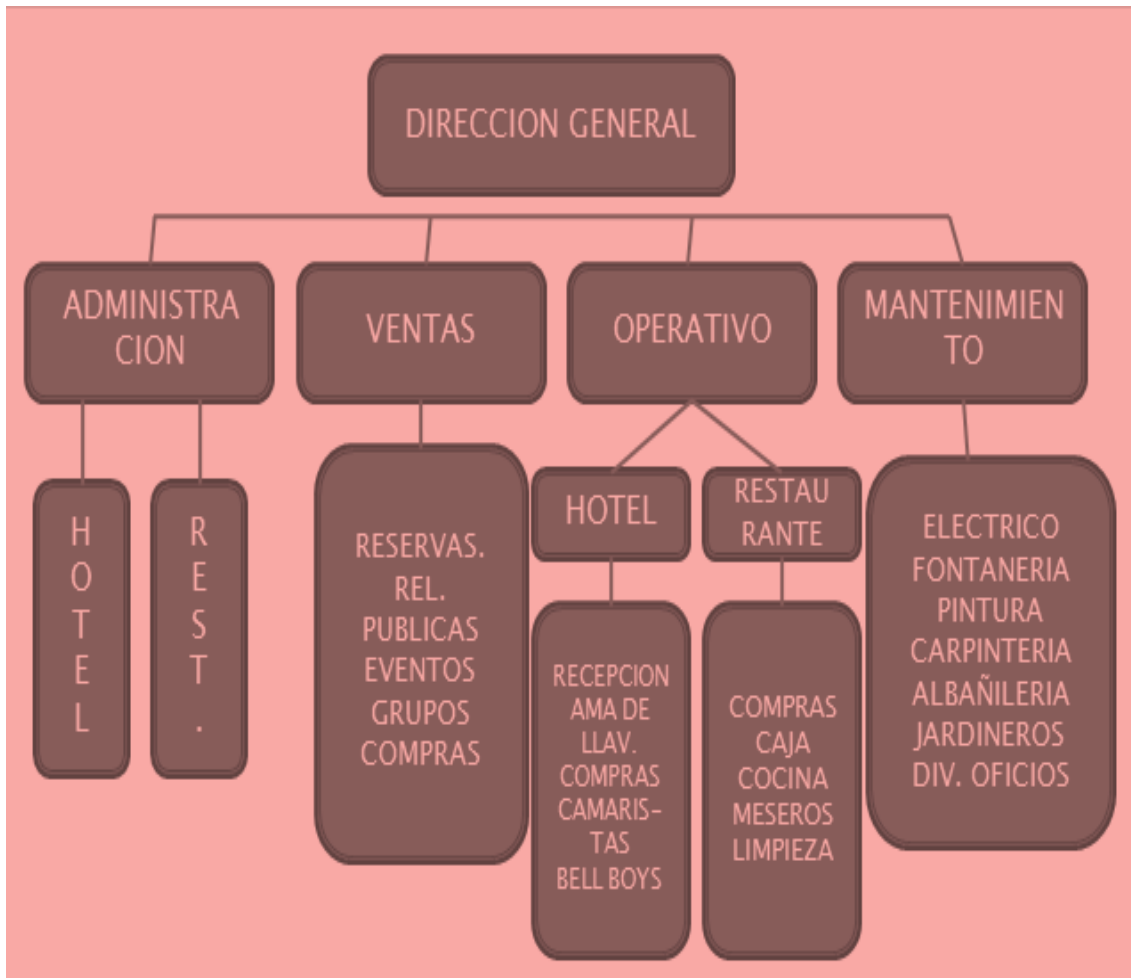 DIRECCION GENERAL
ADMINISTRA
CION
VENTAS
OPERATIVO
MANTENIMIEN
TO
H
O
T
E
L
R
E
S
T
.
RESERVAS.
REL.
PUBLICAS
EVENTOS
GRUPOS
COMPRAS
HOTEL
RECEPCION
AMA DE
LLAV.
COMPRAS
CAMARIS-
TAS
BELL BOYS
RESTAU
RANTE
COMPRAS
CAJA
COCINA
MESEROS
LIMPIEZA
ELECTRICO
FONTANERIA
PINTURA
CARPINTERIA
ALBAÑILERIA
JARDINEROS
DIV. OFICIOS